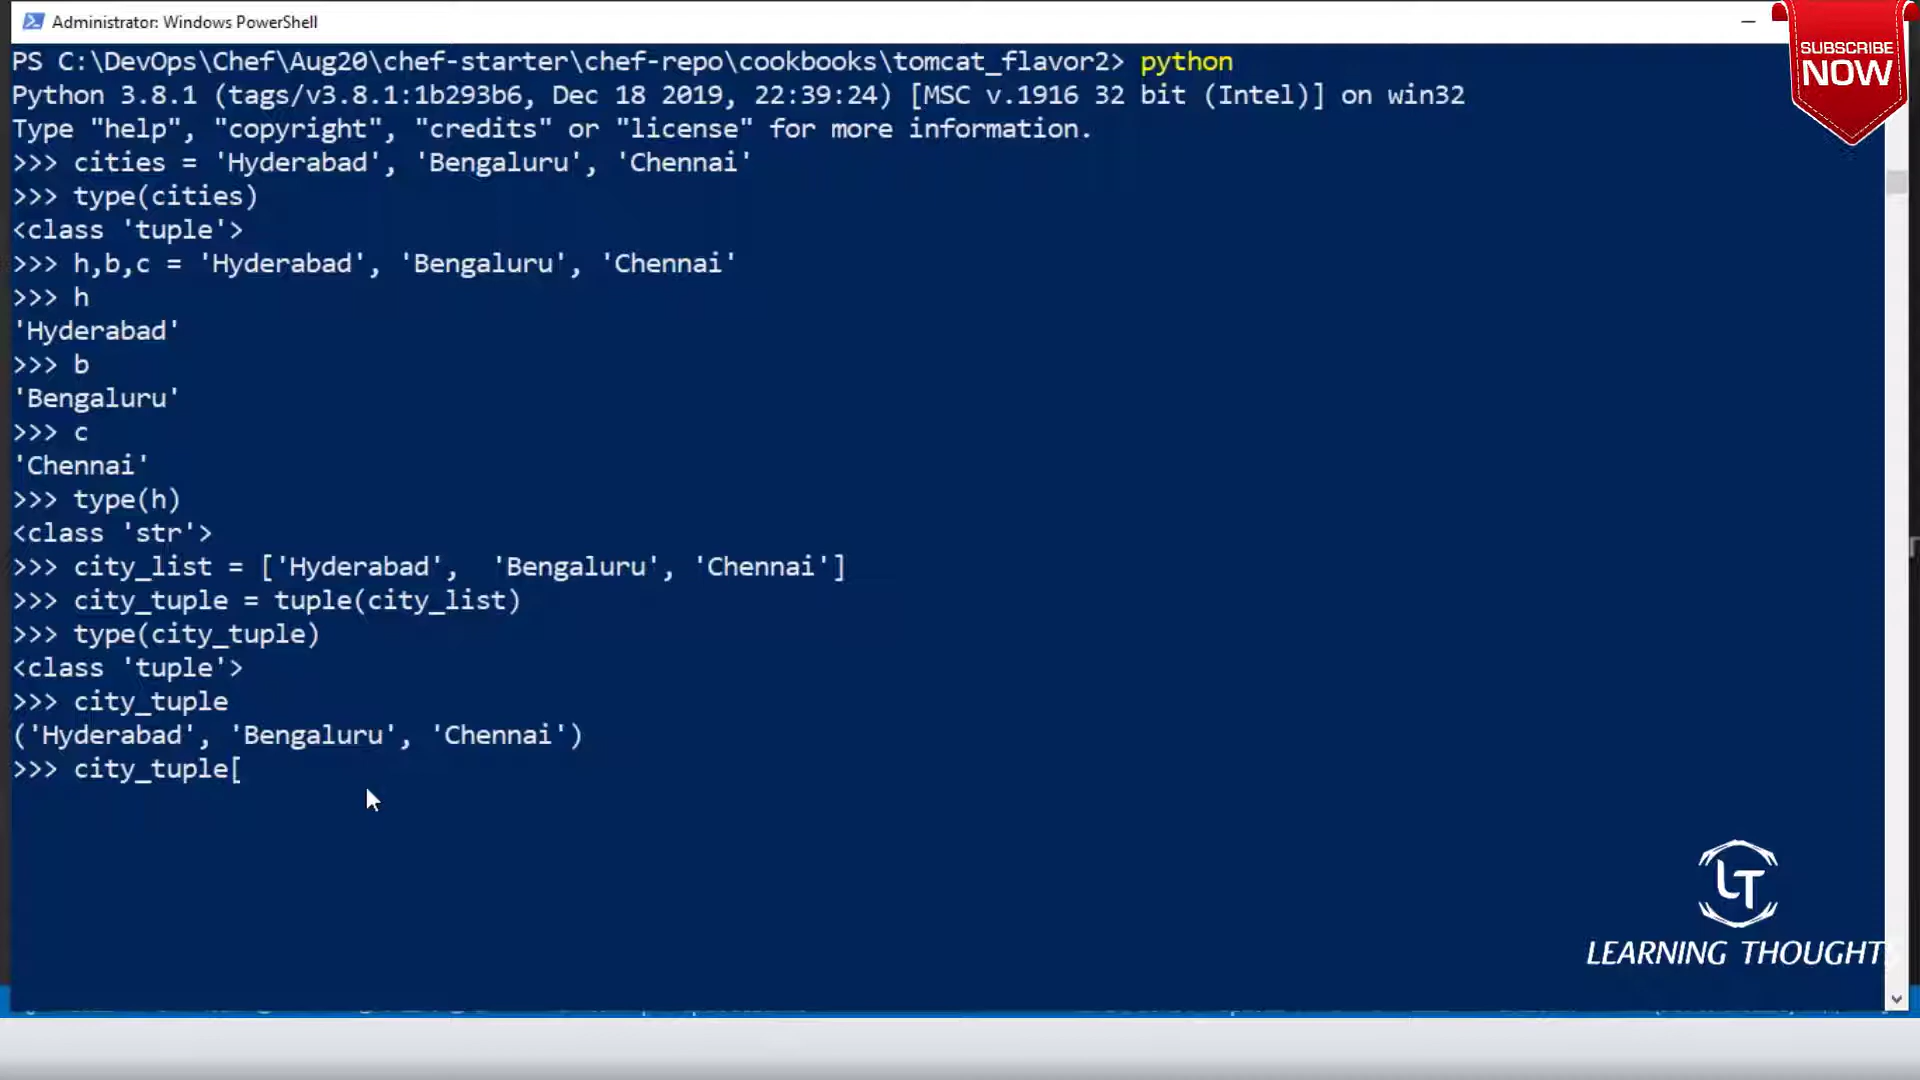 Administrator: Windows PowerShell
SUBSCRIBE
NOW
PS C:\DevOps\Chef\Aug20\chef-starter\chef-repo\cookbooks\tomcat_flavor2> python
Python 3.8.1 (tags/v3.8.1:1b293b6, Dec 18 2019, 22:39:24) [MSC v.1916 32 bit (Intel)] on win32
Type "help", "copyright", "credits" or "license" for more information.
>>> cities = 'Hyderabad', 'Bengaluru', 'Chennai'
>>> type(cities)
<class 'tuple'>
>>> h,b,c = 'Hyderabad', 'Bengaluru', 'Chennai'
>>> h
'Hyderabad'
>>> b
'Bengaluru'
>>> c
'Chennai'
>>> type(h)
<class 'str'>
>>> city_list = ['Hyderabad',  'Bengaluru', 'Chennai']
>>> city_tuple = tuple(city_list)
>>> type(city_tuple)
<class 'tuple'>
>>> city_tuple
('Hyderabad', 'Bengaluru', 'Chennai')
>>> city_tuple[
LT
LEARNING THOUGHT